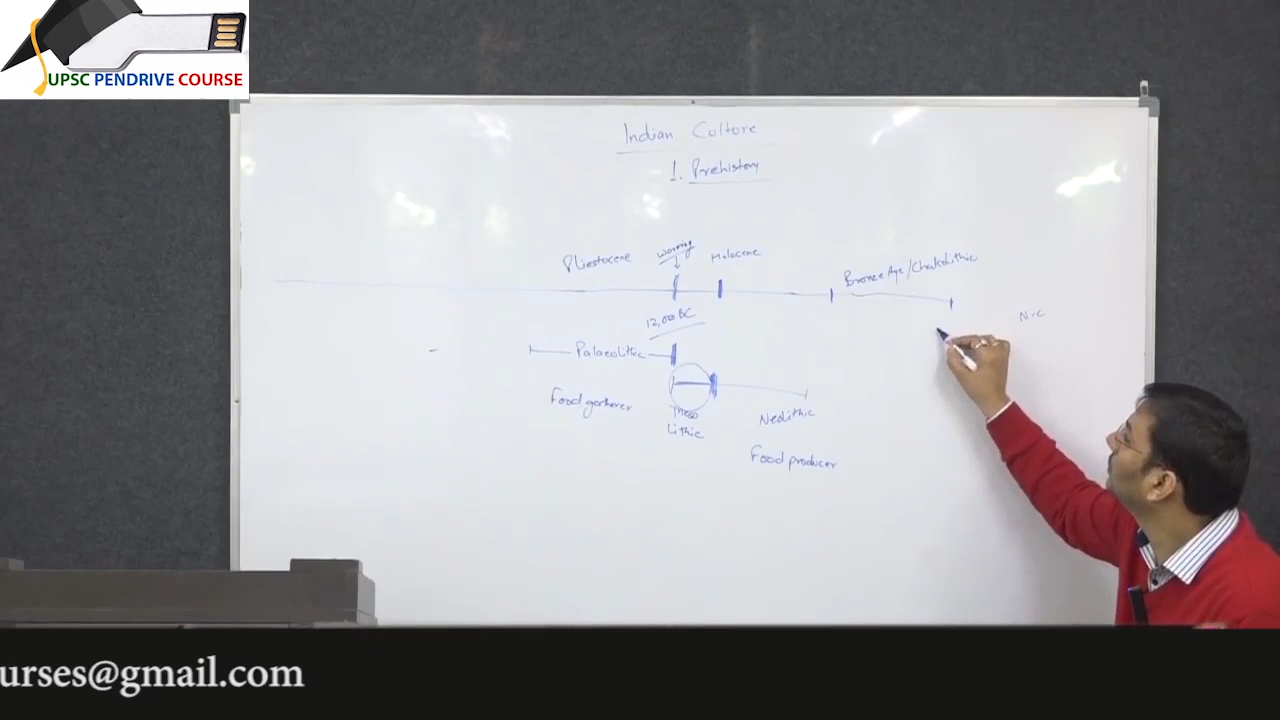 UPSC PENDRIVE COURSE
Indian Coltore
1. Prehistory
Pliestocene
warming
Holocene
Bronze Age/Chalcolithic
12,000 BC
N-C
Palaeolithic
Food gatherer
Meso
Lithic
Neolithic
Food producer
urses@gmail.com